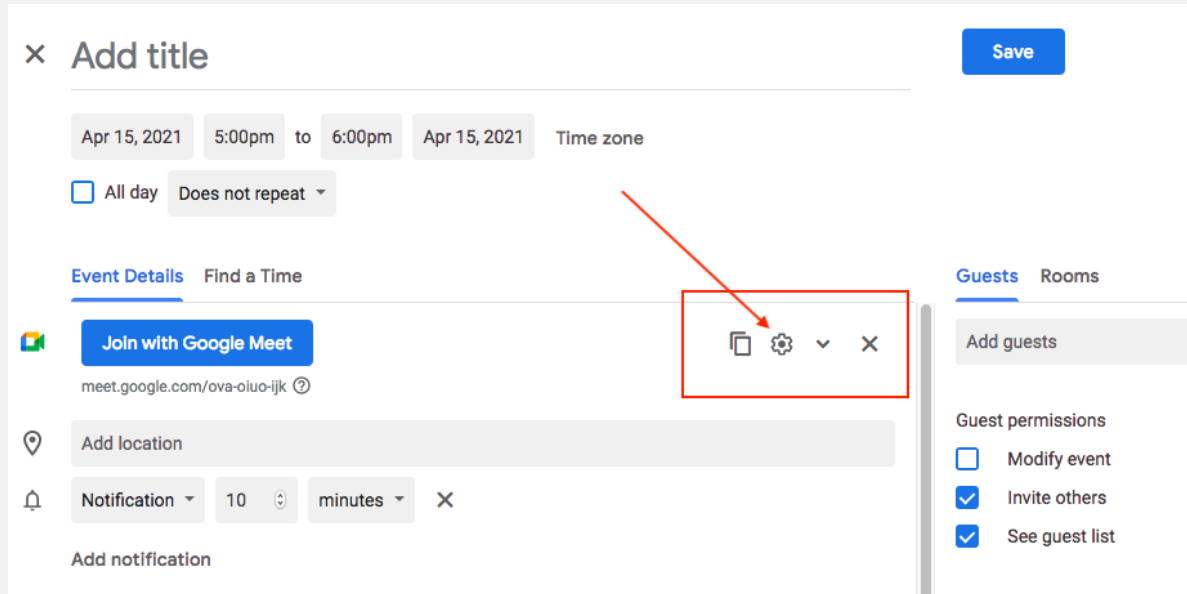 Add title
Save
Apr 15, 2021 5:00pm to 6:00pm Apr 15, 2021 Time zone
All day Does not repeat
Event Details Find a Time
Guests Rooms
Join with Google Meet
meet.google.com/ova-oiuo-ijk
Add guests
Add location
Guest permissions
Modify event
Notification 10 minutes
Invite others
See guest list
Add notification